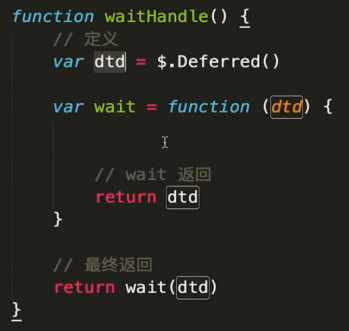 function waitHandle() {
// 定义
var dtd = $.Deferred()
var wait = function (dtd) {
// wait 返回
return dtd
}
// 最终返回
return wait(dtd)
}